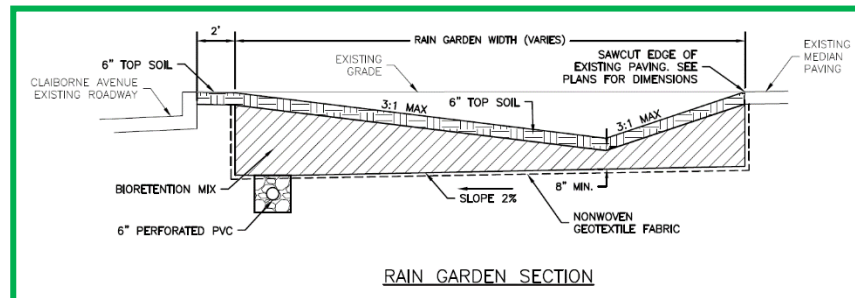 2'
RAIN GARDEN WIDTH (VARIES)
6" TOP SOIL
EXISTING
GRADE
SAWCUT EDGE OF
EXISTING PAVING. SEE
PLANS FOR DIMENSIONS
EXISTING
MEDIAN
PAVING
CLAIBORNE AVENUE
EXISTING ROADWAY
3:1 MAX
6" TOP SOIL
3:1 MAX
BIORETENTION MIX
SLOPE 2%
8" MIN.
6" PERFORATED PVC
NONWOVEN
GEOTEXTILE FABRIC
RAIN GARDEN SECTION